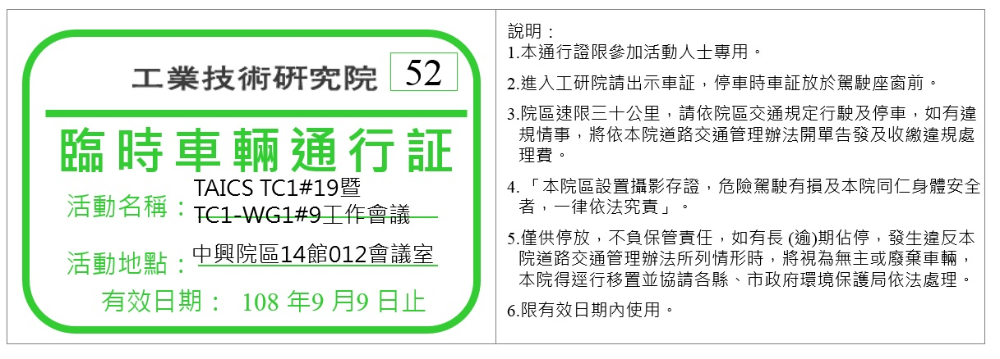 工業技術研究院 52
臨時車輛通行証
活動名稱：TAICS TC1#19暨
TC1-WG1#9工作會議
活動地點：中興院區14館012會議室
有效日期： 108 年9 月9 日止
說明：
1.本通行證限參加活動人士專用。
2.進入工研院請出示車証，停車時車証放於駕駛座窗前。
3.院區速限三十公里，請依院區交通規定行駛及停車，如有違
規情事，將依本院道路交通管理辦法開單告發及收繳違規處
理費。
4. 「本院區設置攝影存證，危險駕駛有損及本院同仁身體安全
者，一律依法究責」。
5.僅供停放，不負保管責任，如有長 (逾)期佔停，發生違反本
院道路交通管理辦法所列情形時，將視為無主或廢棄車輛，
本院得逕行移置並協請各縣、市政府環境保護局依法處理。
6.限有效日期內使用。